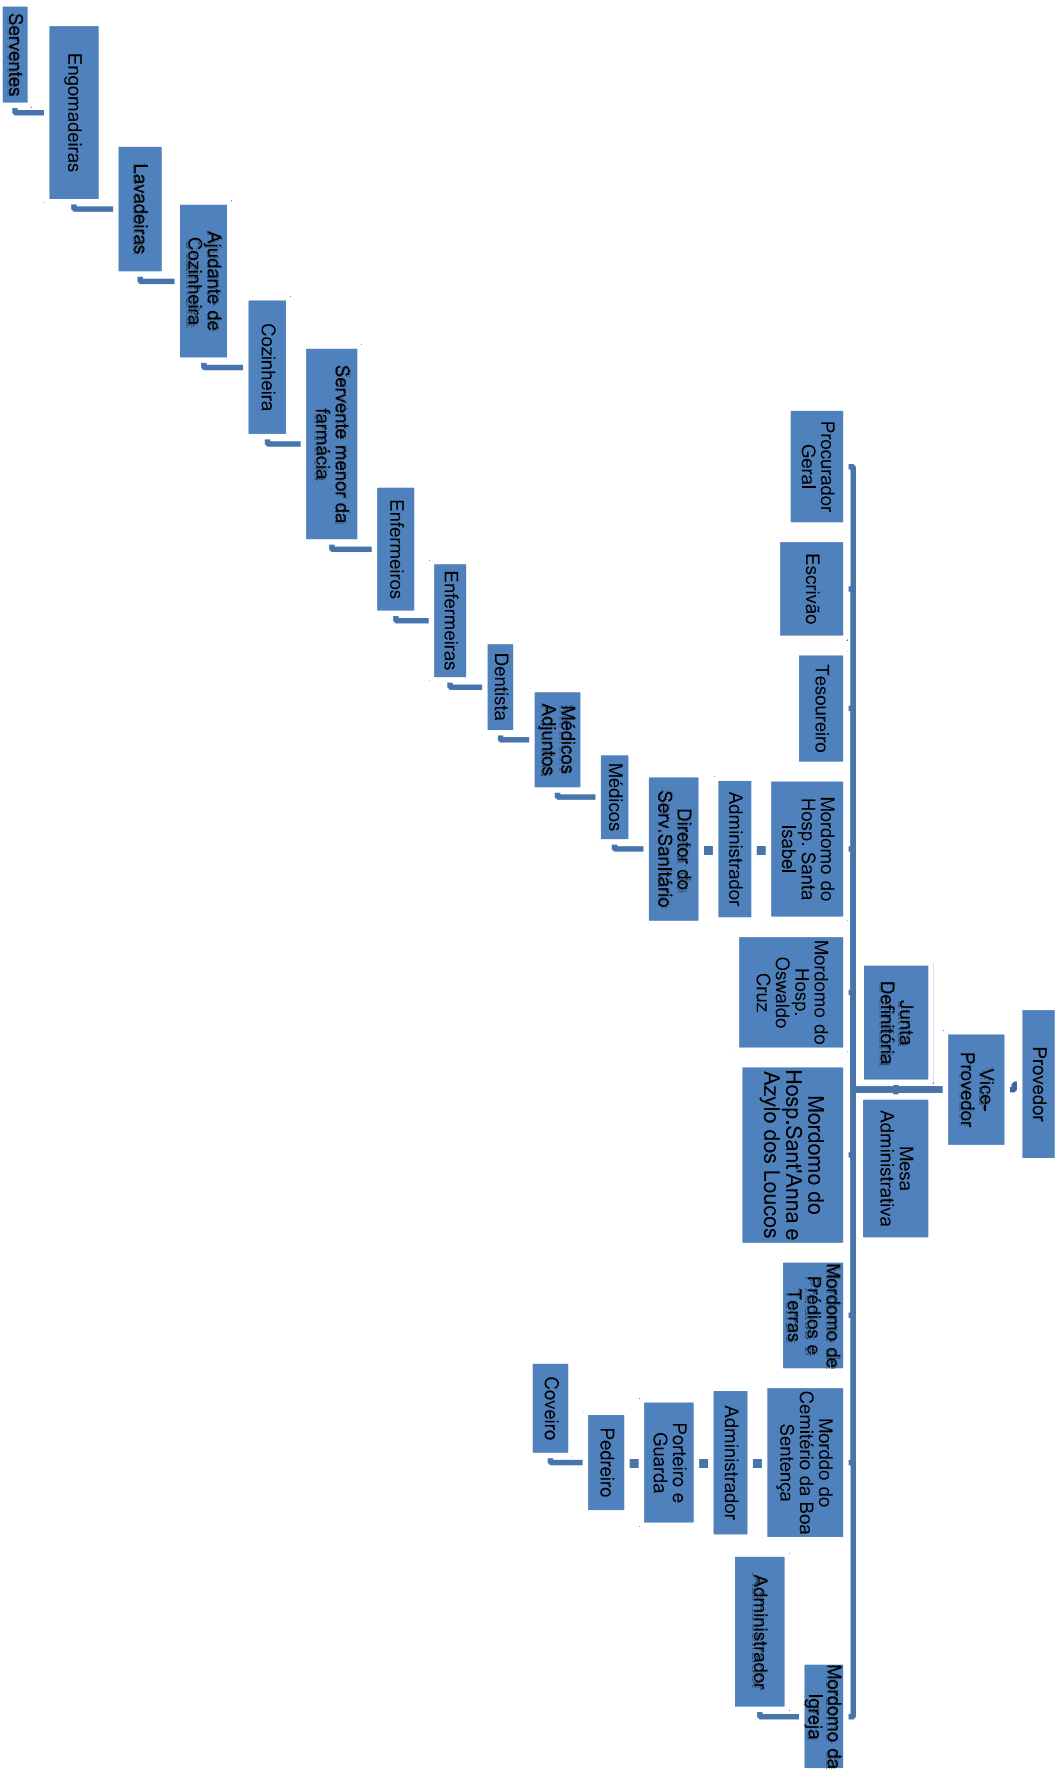 Provedor
Vice-
Provedor
Junta
Definitória
Mesa
Administrativa
Procurador
Geral
Escrivão
Tesoureiro
Mordomo do
Hosp. Santa
Isabel
Mordomo do
Hosp.
Oswaldo
Cruz
Mordomo do
Hosp.Sant'Anna e
Azylo dos Loucos
Mordomo de
Prédios e
Terras
Morddo do
Cemitério da Boa
Sentença
Mordomo da
Igreja
Administrador
Diretor do
Serv.Sanitário
Médicos
Médicos
Adjuntos
Dentista
Enfermeiras
Enfermeiros
Servente menor da
farmácia
Cozinheira
Ajudante de
Cozinheira
Lavadeiras
Engomadeiras
Serventes
Administrador
Porteiro e
Guarda
Pedreiro
Coveiro
Administrador